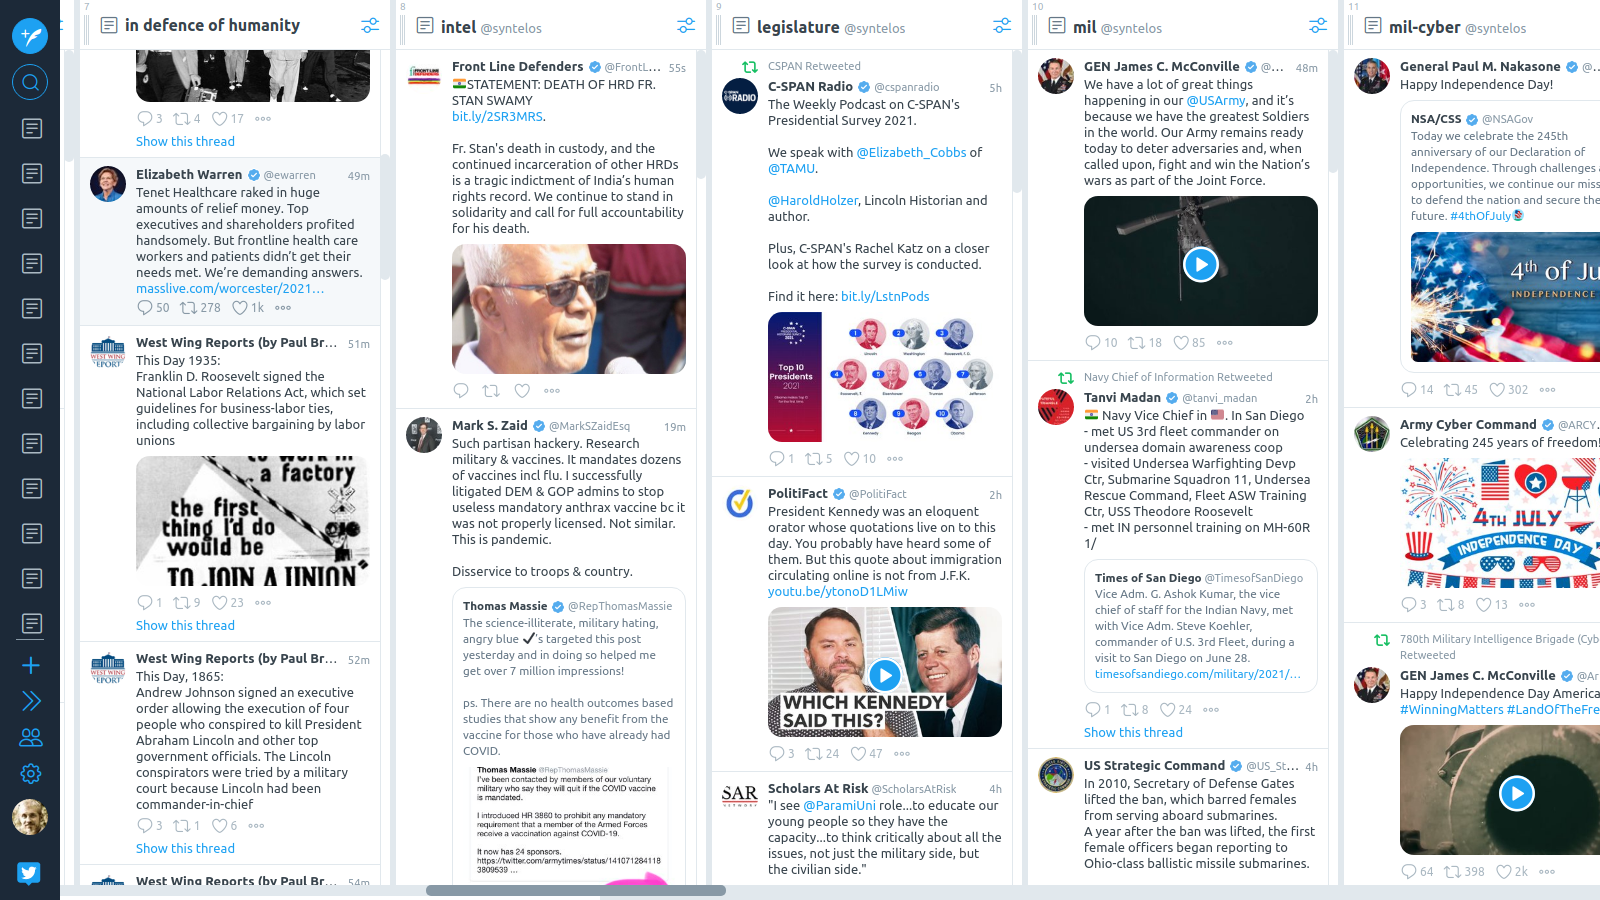 7
in defence of humanity
3 4 17
Show this thread
Elizabeth Warren @ewarren 49m
Tenet Healthcare raked in huge
amounts of relief money. Top
executives and shareholders profited
handsomely. But frontline health care
workers and patients didn’t get their
needs met. We’re demanding answers.
masslive.com/worcester/2021…
50 278 1k
West Wing Reports (by Paul Br… 51m
This Day 1935:
Franklin D. Roosevelt signed the
National Labor Relations Act, which set
guidelines for business-labor ties,
including collective bargaining by labor
unions
to work in
a factory
the first
thing I'd do
would be
TO JOIN A UNION"
1 9 23
Show this thread
West Wing Reports (by Paul Br… 52m
This Day, 1865:
Andrew Johnson signed an executive
order allowing the execution of four
people who conspired to kill President
Abraham Lincoln and other top
government officials. The Lincoln
conspirators were tried by a military
court because Lincoln had been
commander-in-chief
3 1 6
Show this thread
West Wing Reports (by Paul Br… 54m
8
intel @syntelos
Front Line Defenders @FrontL… 55s
STATEMENT: DEATH OF HRD FR.
STAN SWAMY
bit.ly/2SR3MRS.
Fr. Stan's death in custody, and the
continued incarceration of other HRDs
is a tragic indictment of India’s human
rights record. We continue to stand in
solidarity and call for full accountability
for his death.
Mark S. Zaid @MarkSZaidEsq 19m
Such partisan hackery. Research
military & vaccines. It mandates dozens
of vaccines incl flu. I successfully
litigated DEM & GOP admins to stop
useless mandatory anthrax vaccine bc it
was not properly licensed. Not similar.
This is pandemic.
Disservice to troops & country.
Thomas Massie @RepThomasMassie
The science-illiterate, military hating,
angry blue ✔️’s targeted this post
yesterday and in doing so helped me
get over 7 million impressions!
ps. There are no health outcomes based
studies that show any benefit from the
vaccine for those who have already had
COVID.
Thomas Massie @RepThomasMassie
I've been contacted by members of our voluntary
military who say they will quit if the COVID vaccine
is mandated.
I introduced HR 3860 to prohibit any mandatory
requirement that a member of the Armed Forces
receive a vaccination against COVID-19.
It now has 24 sponsors.
https://twitter.com/armytimes/status/141071284118
3809539 ...
9
legislature @syntelos
CSPAN Retweeted
C-SPAN Radio @cspanradio 5h
The Weekly Podcast on C-SPAN's
Presidential Survey 2021.
We speak with @Elizabeth_Cobbs of
@TAMU.
@HaroldHolzer, Lincoln Historian and
author.
Plus, C-SPAN's Rachel Katz on a closer
look at how the survey is conducted.
Find it here: bit.ly/LstnPods
Top 10
Presidents
2021
1 2 3
Lincoln Washington Roosevelt, F. D.
4 5 6 7
Roosevelt, T. Eisenhower Truman Jefferson
8 9 10
Kennedy Reagan Obama
1 5 10
PolitiFact @PolitiFact 2h
President Kennedy was an eloquent
orator whose quotations live on to this
day. You probably have heard some of
them. But this quote about immigration
circulating online is not from J.F.K.
youtu.be/ytonoD1LMiw
WHICH KENNEDY
SAID THIS?
3 24 47
SAR
NETWORK
Scholars At Risk @ScholarsAtRisk 4h
"I see @ParamiUni role...to educate our
young people so they have the
capacity...to think critically about all the
issues, not just the military side, but
the civilian side."
10
mil @syntelos
GEN James C. McConville @… 48m
We have a lot of great things
happening in our @USArmy, and it’s
because we have the greatest Soldiers
in the world. Our Army remains ready
today to deter adversaries and, when
called upon, fight and win the Nation’s
wars as part of the Joint Force.
10 18 85
Navy Chief of Information Retweeted
Tanvi Madan @tanvi_madan 2h
Navy Vice Chief in . In San Diego
- met US 3rd fleet commander on
undersea domain awareness coop
- visited Undersea Warfighting Devp
Ctr, Submarine Squadron 11, Undersea
Rescue Command, Fleet ASW Training
Ctr, USS Theodore Roosevelt
- met IN personnel training on MH-60R
1/
Times of San Diego @TimesofSanDiego
Vice Adm. G. Ashok Kumar, the vice
chief of staff for the Indian Navy, met
with Vice Adm. Steve Koehler,
commander of U.S. 3rd Fleet, during a
visit to San Diego on June 28.
timesofsandiego.com/military/2021/…
1 8 24
Show this thread
US Strategic Command @US_St… 4h
In 2010, Secretary of Defense Gates
lifted the ban, which barred females
from serving aboard submarines.
A year after the ban was lifted, the first
female officers began reporting to
Ohio-class ballistic missile submarines.
11
mil-cyber @syntelos
General Paul M. Nakasone @…
Happy Independence Day!
NSA/CSS @NSAGov
Today we celebrate the 245th
anniversary of our Declaration of
Independence. Through challenges a
opportunities, we continue our miss
to defend the nation and secure the
future. #4thOfJuly
4th of Ju
INDEPENDENCE
14 45 302
Army Cyber Command @ARCY…
Celebrating 245 years of freedom!
4TH JULY
INDEPENDENCE DAY
3 8 13
780th Military Intelligence Brigade (Cyb
Retweeted
GEN James C. McConville @Ar
Happy Independence Day America
#WinningMatters #LandOfTheFre
64 398 2k